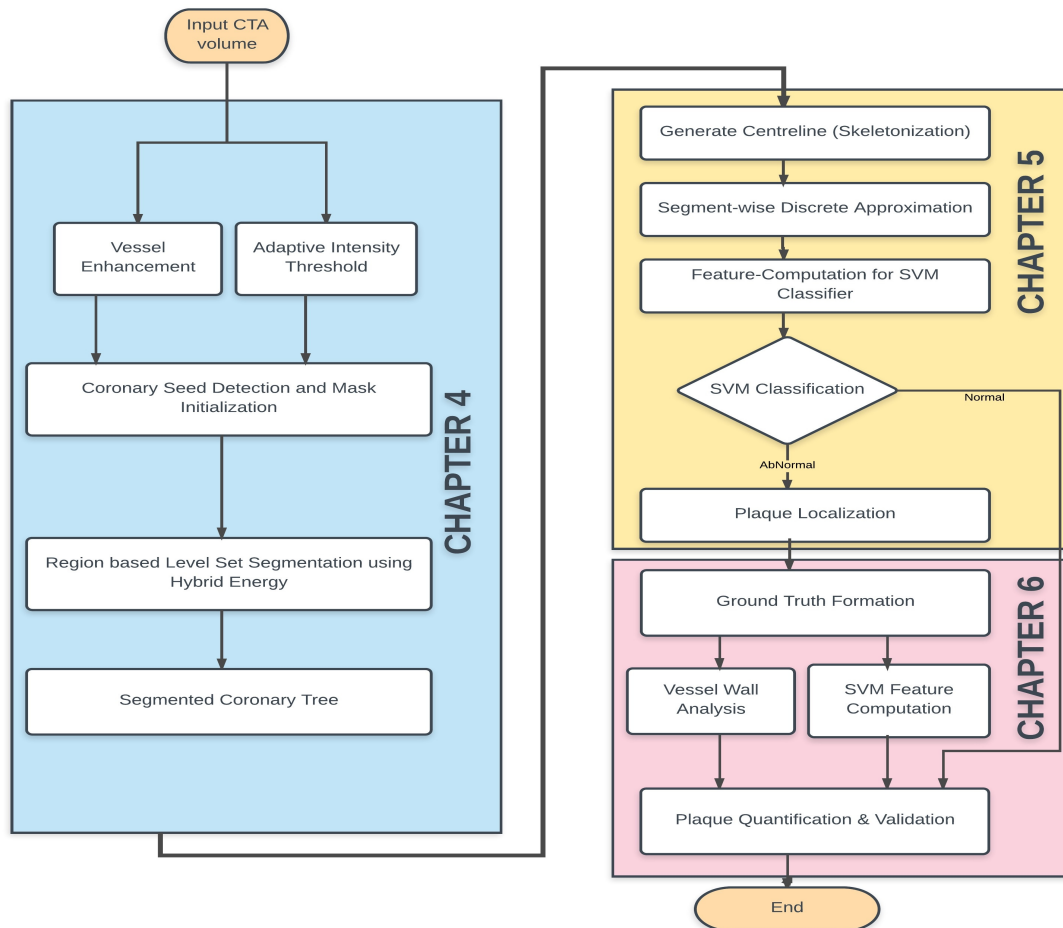 Input CTA
volume
Vessel
Enhancement
Adaptive Intensity
Threshold
Coronary Seed Detection and Mask
Initialization
Region based Level Set Segmentation using
Hybrid Energy
Segmented Coronary Tree
CHAPTER 4
Generate Centreline (Skeletonization)
Segment-wise Discrete Approximation
Feature-Computation for SVM
Classifier
SVM Classification
Normal
AbNormal
Plaque Localization
CHAPTER 5
Ground Truth Formation
Vessel Wall
Analysis
SVM Feature
Computation
Plaque Quantification & Validation
CHAPTER 6
End